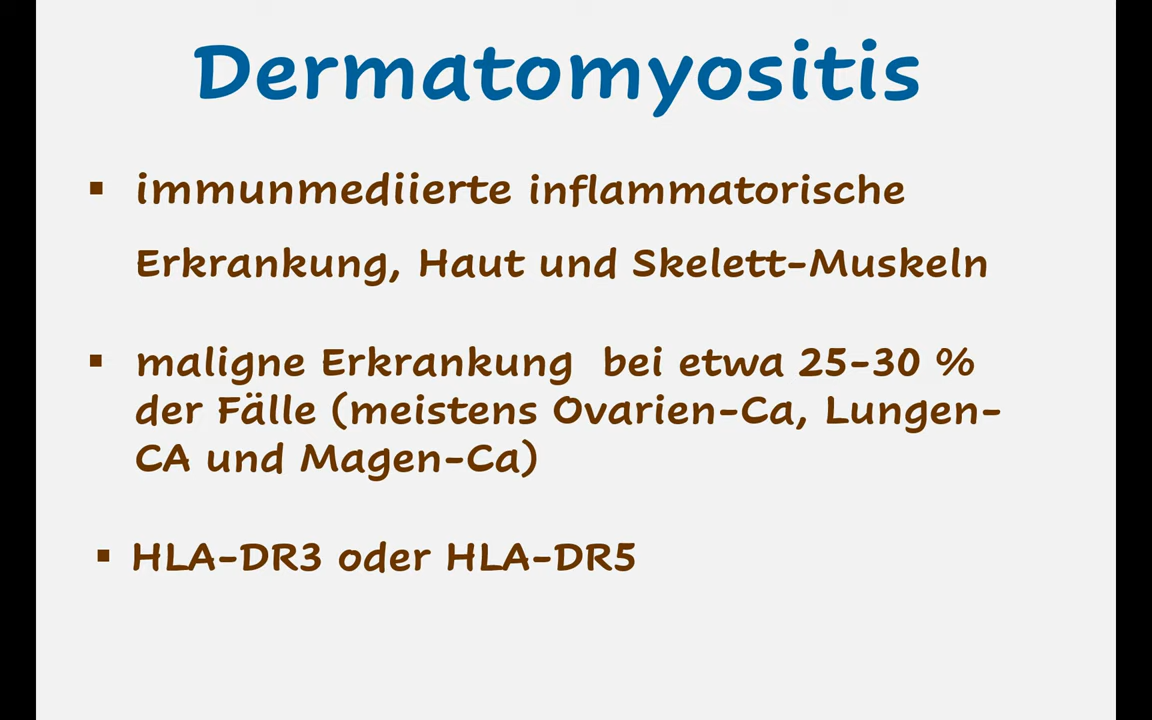 Dermatomyositis
▪ immunmediierte inflammatorische
Erkrankung, Haut und Skelett-Muskeln
▪ maligne Erkrankung bei etwa 25-30 %
der Fälle (meistens Ovarien-Ca, Lungen-
CA und Magen-Ca)
▪ HLA-DR3 oder HLA-DR5